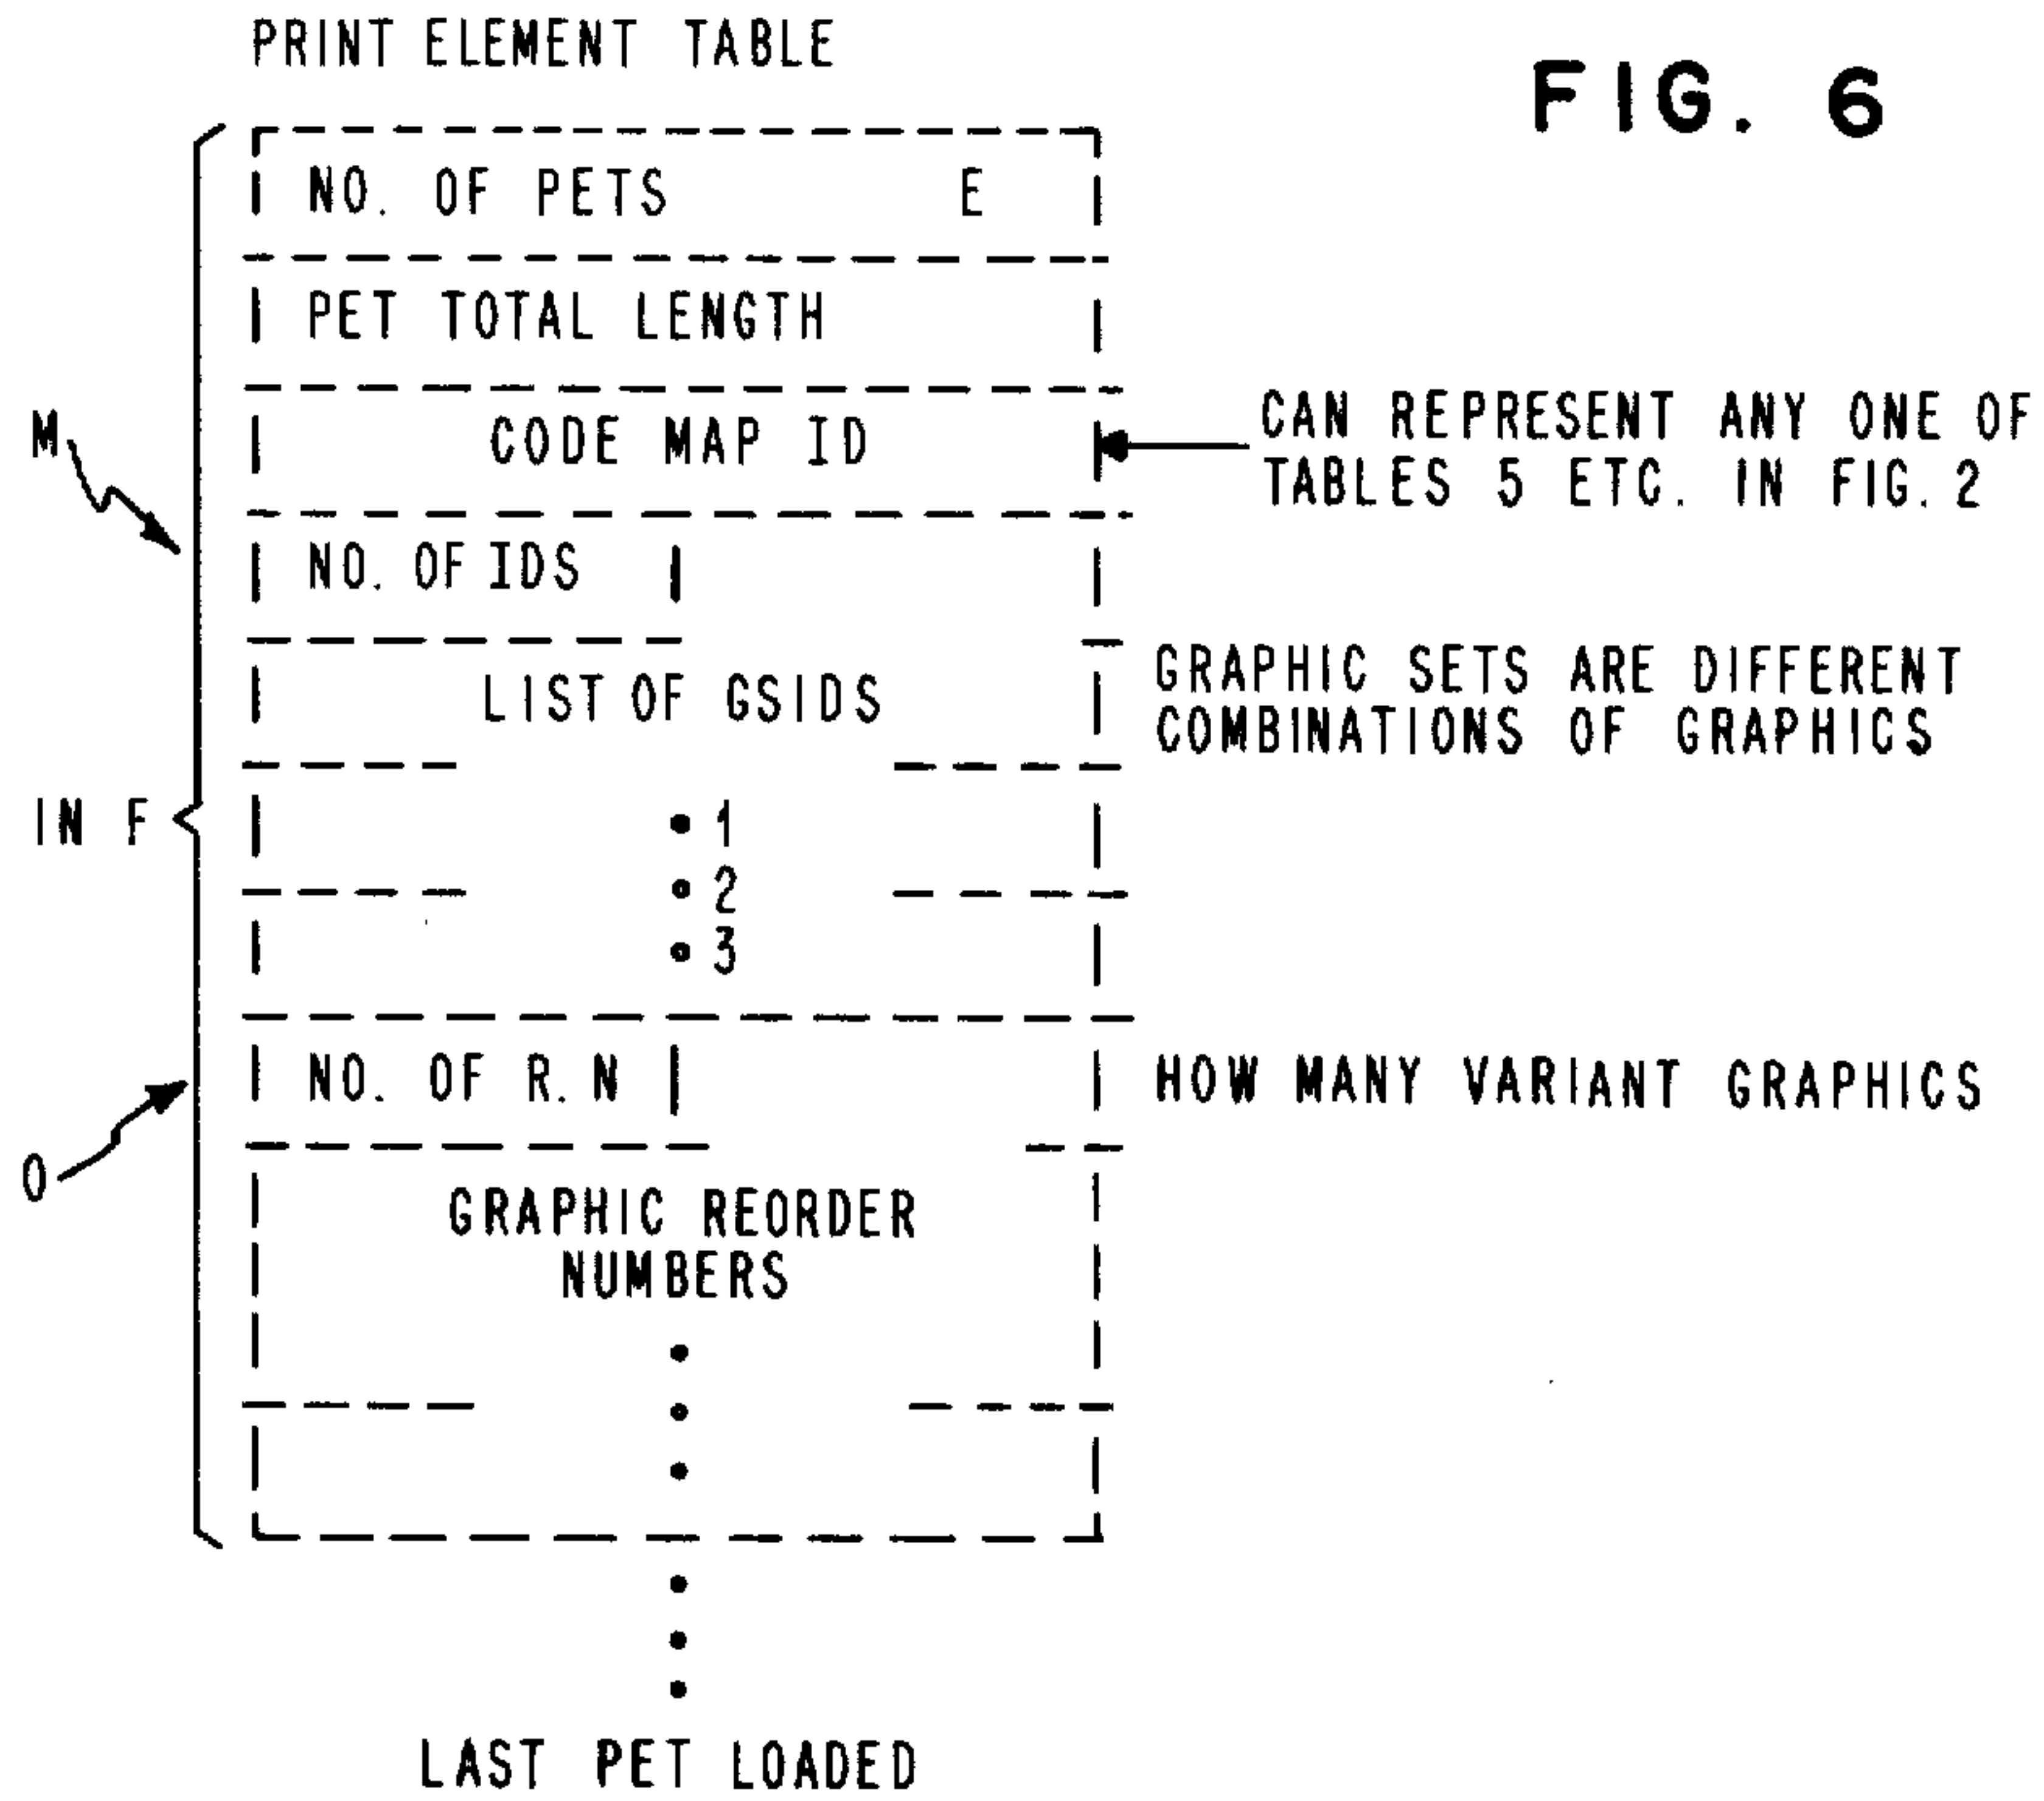 PRINT ELEMENT TABLE
FIG. 6
NO. OF PETS E
PET TOTAL LENGTH
CODE MAP ID
CAN REPRESENT ANY ONE OF
TABLES 5 ETC. IN FIG. 2
M
NO. OF IDS
LIST OF GSIDS
GRAPHIC SETS ARE DIFFERENT
COMBINATIONS OF GRAPHICS
IN F
1
2
3
NO. OF R. N
HOW MANY VARIANT GRAPHICS
O
GRAPHIC REORDER
NUMBERS
LAST PET LOADED